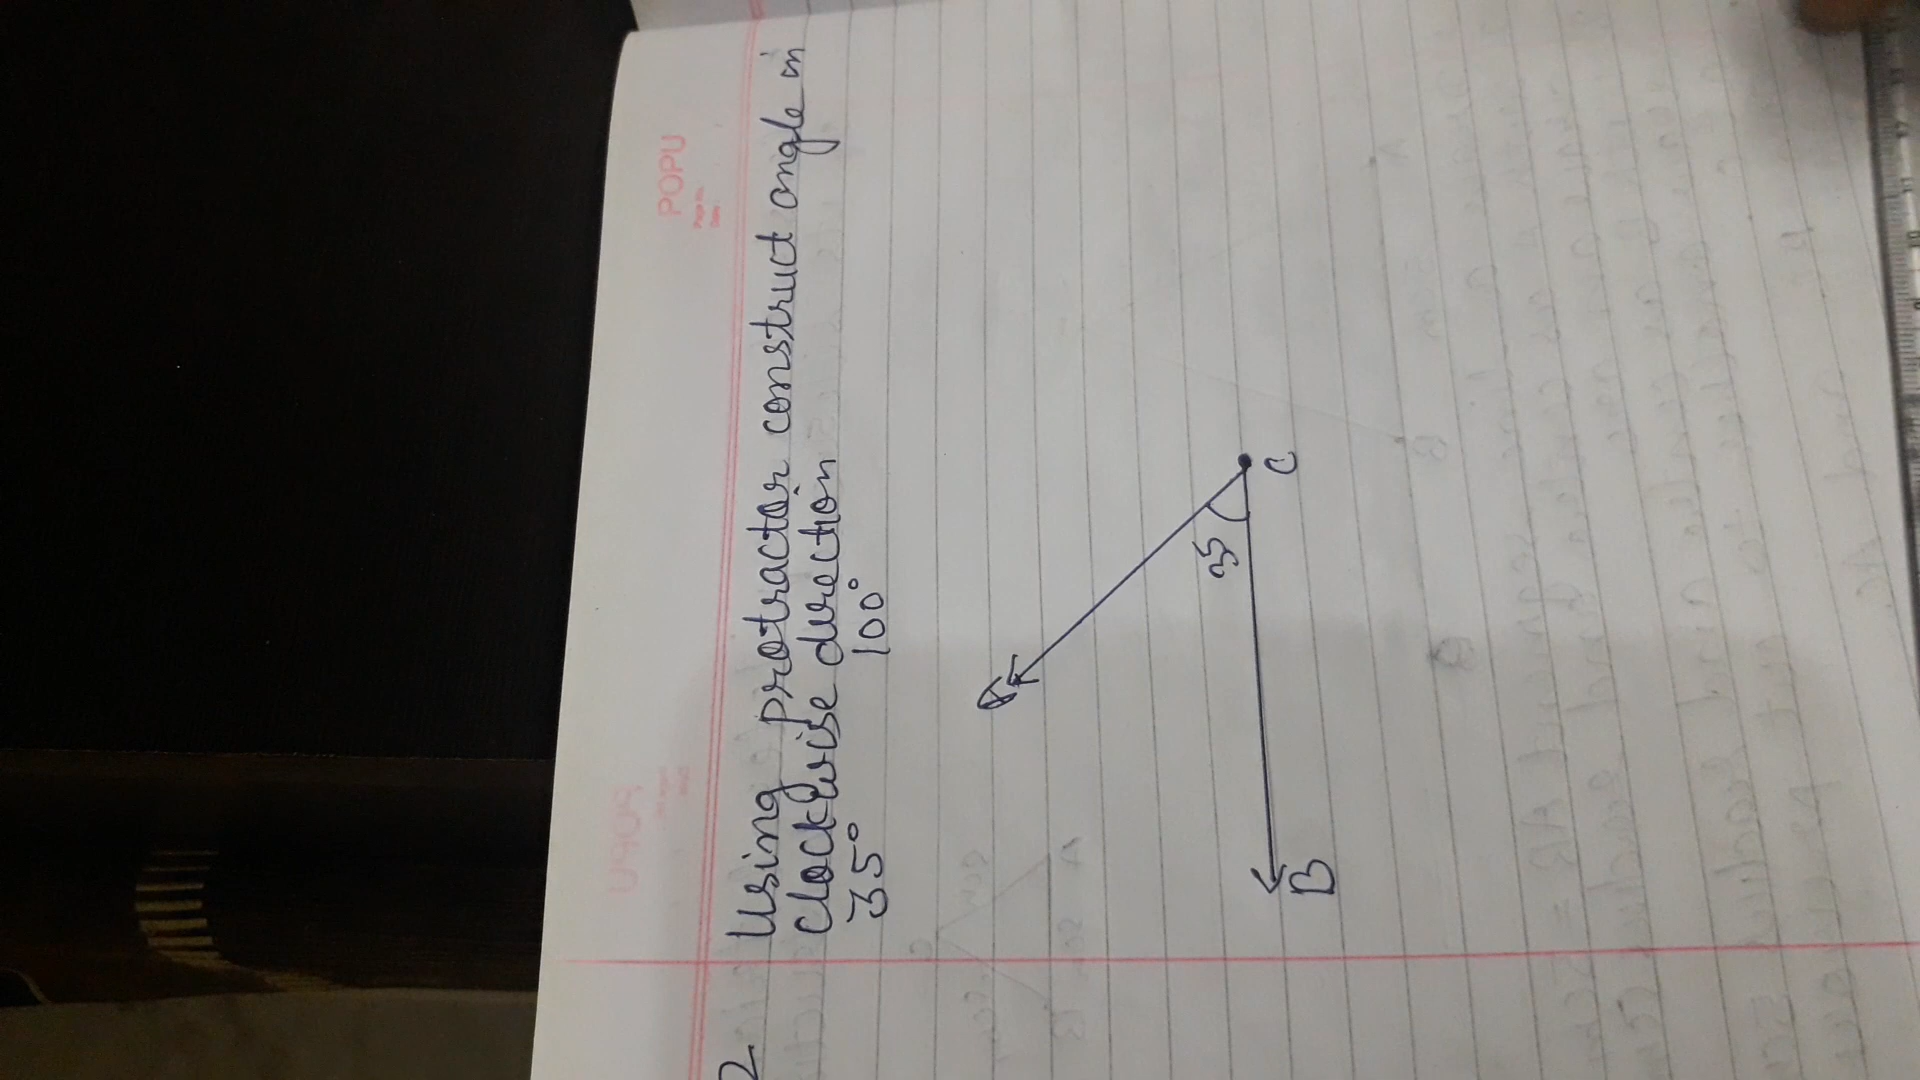 POPU
2. Using protractor construct angle in
clockwise direction
35° 100°
35
C
B